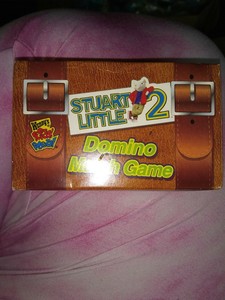 STUART
LITTLE 2
Domino
Match Game